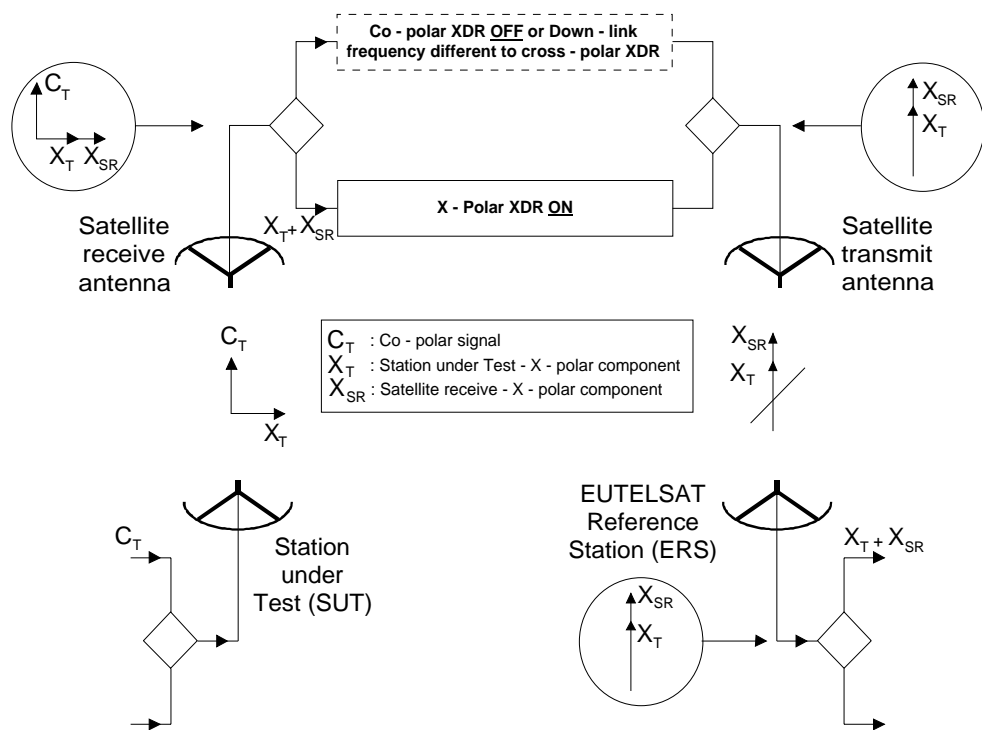 Co - polar XDR OFF or Down - link
frequency different to cross - polar XDR
C_T
X_T X_SR
X_SR
X_T
X - Polar XDR ON
Satellite
receive
antenna
X_T + X_SR
Satellite
transmit
antenna
C_T
X_T
C_T : Co - polar signal
X_T : Station under Test - X - polar component
X_SR : Satellite receive - X - polar component
X_SR
X_T
C_T
Station
under
Test (SUT)
EUTELSAT
Reference
Station (ERS)
X_T + X_SR
X_SR
X_T